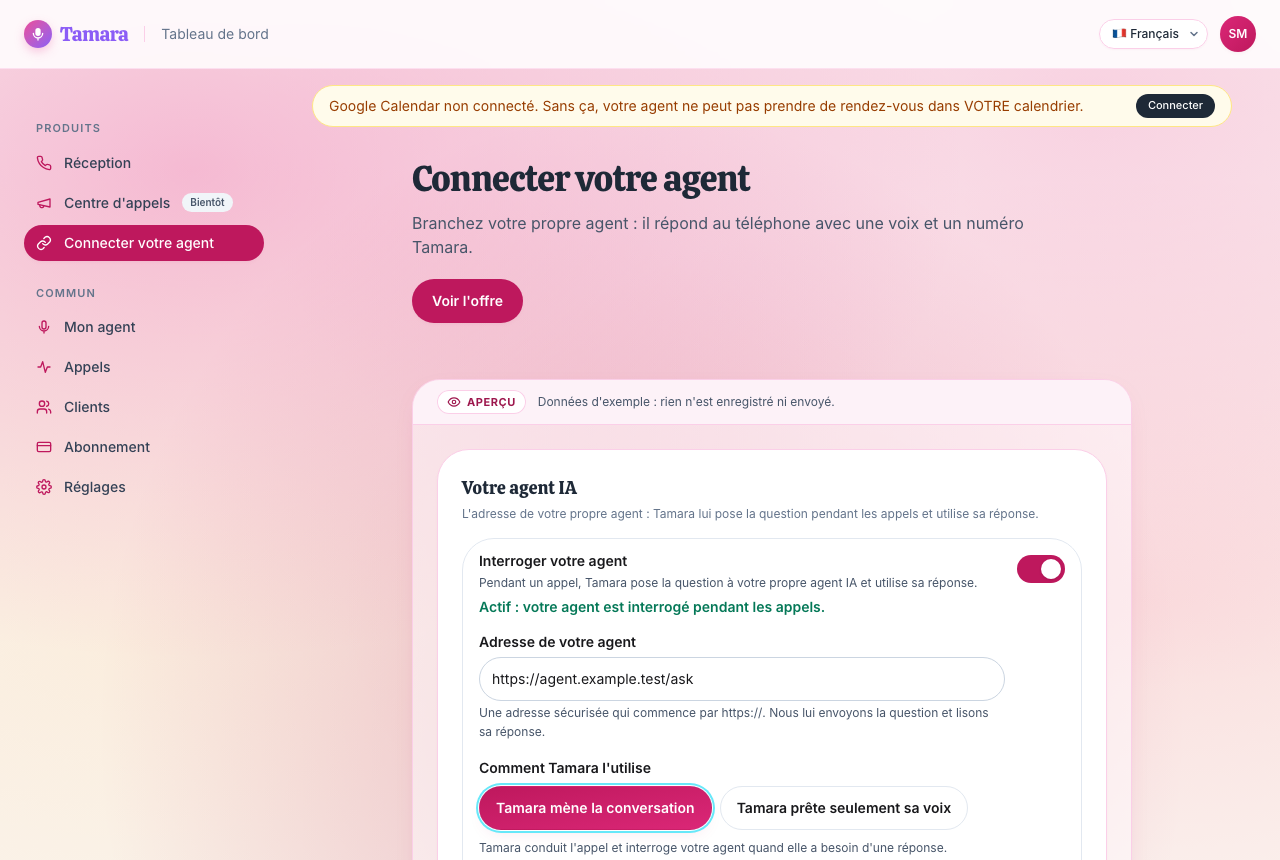 Tamara
Tableau de bord
Français
SM
Google Calendar non connecté. Sans ça, votre agent ne peut pas prendre de rendez-vous dans VOTRE calendrier.
Connecter
PRODUITS
Réception
Centre d'appels
Bientôt
Connecter votre agent
COMMUN
Mon agent
Appels
Clients
Abonnement
Réglages
Connecter votre agent
Branchez votre propre agent : il répond au téléphone avec une voix et un numéro
Tamara.
Voir l'offre
APERÇU
Données d'exemple : rien n'est enregistré ni envoyé.
Votre agent IA
L'adresse de votre propre agent : Tamara lui pose la question pendant les appels et utilise sa réponse.
Interroger votre agent
Pendant un appel, Tamara pose la question à votre propre agent IA et utilise sa réponse.
Actif : votre agent est interrogé pendant les appels.
Adresse de votre agent
https://agent.example.test/ask
Une adresse sécurisée qui commence par https://. Nous lui envoyons la question et lisons
sa réponse.
Comment Tamara l'utilise
Tamara mène la conversation
Tamara prête seulement sa voix
Tamara conduit l'appel et interroge votre agent quand elle a besoin d'une réponse.